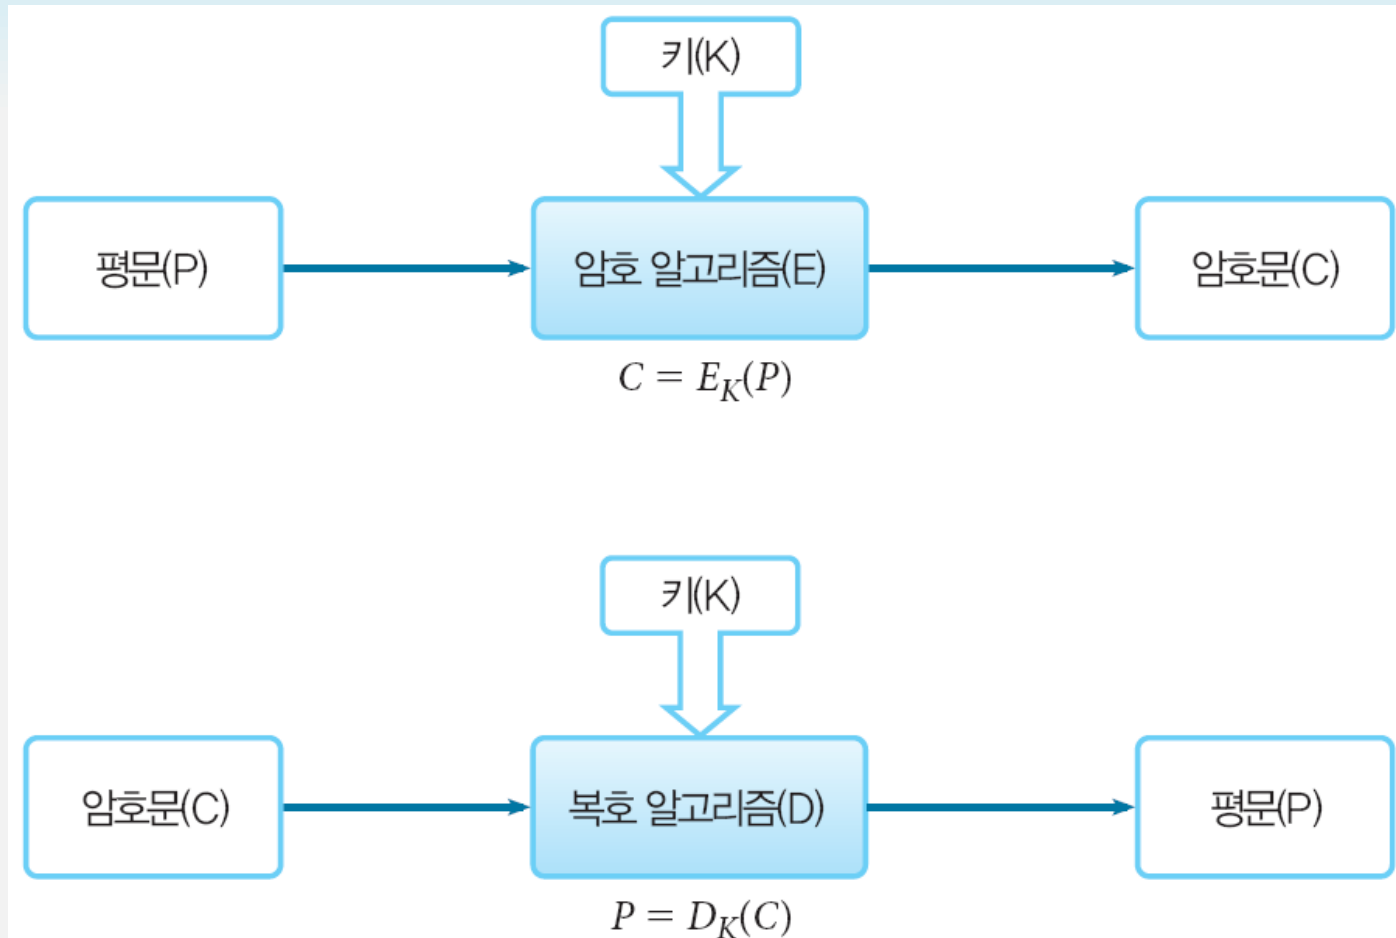 키(K)
평문(P)
암호 알고리즘(E)
암호문(C)
C = E_K(P)
키(K)
암호문(C)
복호 알고리즘(D)
평문(P)
P = D_K(C)